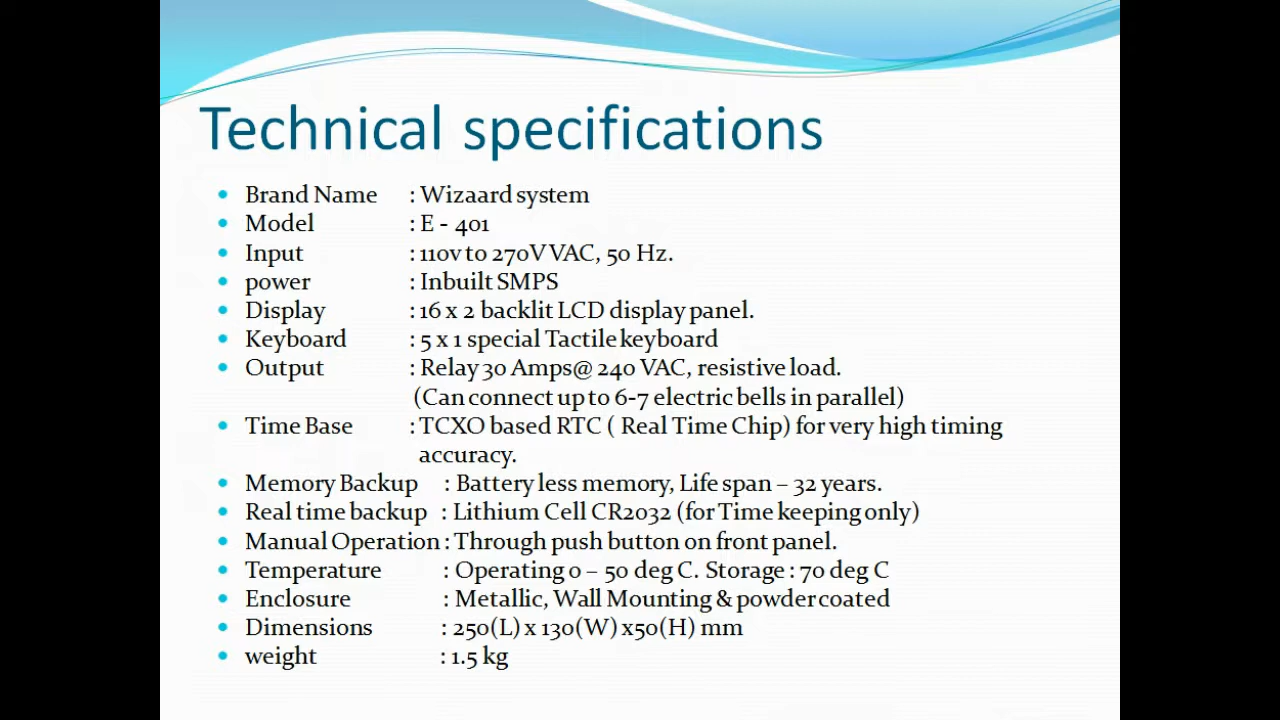 Technical specifications
• Brand Name : Wizaard system
• Model : E - 401
• Input : 110v to 270V VAC, 50 Hz.
• power : Inbuilt SMPS
• Display : 16 x 2 backlit LCD display panel.
• Keyboard : 5 x 1 special Tactile keyboard
• Output : Relay 30 Amps@ 240 VAC, resistive load.
(Can connect up to 6-7 electric bells in parallel)
• Time Base : TCXO based RTC ( Real Time Chip) for very high timing
accuracy.
• Memory Backup : Battery less memory, Life span – 32 years.
• Real time backup : Lithium Cell CR2032 (for Time keeping only)
• Manual Operation : Through push button on front panel.
• Temperature : Operating 0 – 50 deg C. Storage : 70 deg C
• Enclosure : Metallic, Wall Mounting & powder coated
• Dimensions : 250(L) x 130(W) x50(H) mm
• weight : 1.5 kg